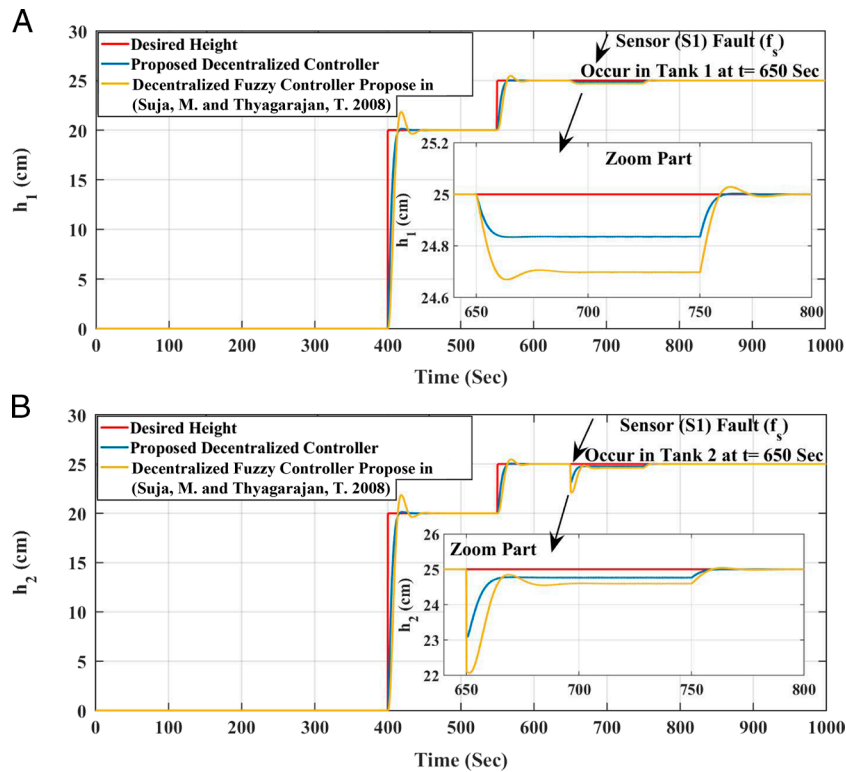 A
30
25
20
15
10
5
0
h1 (cm)
Desired Height
Proposed Decentralized Controller
Decentralized Fuzzy Controller Propose in
(Suja, M. and Thyagarajan, T. 2008)
Sensor (S1) Fault (fs)
Occur in Tank 1 at t= 650 Sec
Zoom Part
25.2
25
24.8
24.6
h1 (cm)
650 700 750 800
0 100 200 300 400 500 600 700 800 900 1000
Time (Sec)
B
30
25
20
15
10
5
0
h2 (cm)
Desired Height
Proposed Decentralized Controller
Decentralized Fuzzy Controller Propose in
(Suja, M. and Thyagarajan, T. 2008)
Sensor (S1) Fault (fs)
Occur in Tank 2 at t= 650 Sec
Zoom Part
26
25
24
23
22
h2 (cm)
650 700 750 800
0 100 200 300 400 500 600 700 800 900 1000
Time (Sec)